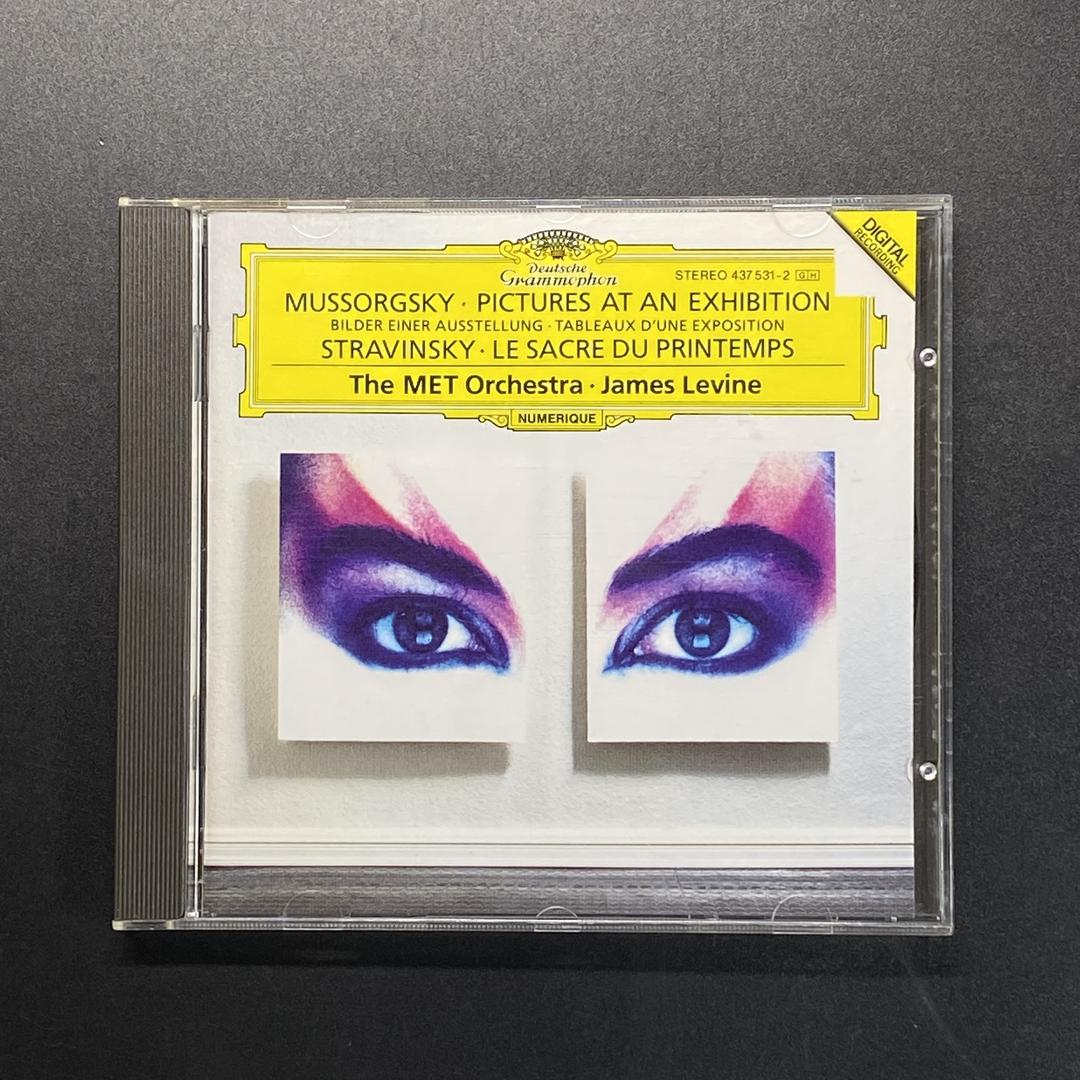 DIGITAL
RECORDING
Deutsche
Grammophon
STEREO 437 531-2 GH
MUSSORGSKY · PICTURES AT AN EXHIBITION
BILDER EINER AUSSTELLUNG · TABLEAUX D'UNE EXPOSITION
STRAVINSKY · LE SACRE DU PRINTEMPS
The MET Orchestra · James Levine
NUMERIQUE